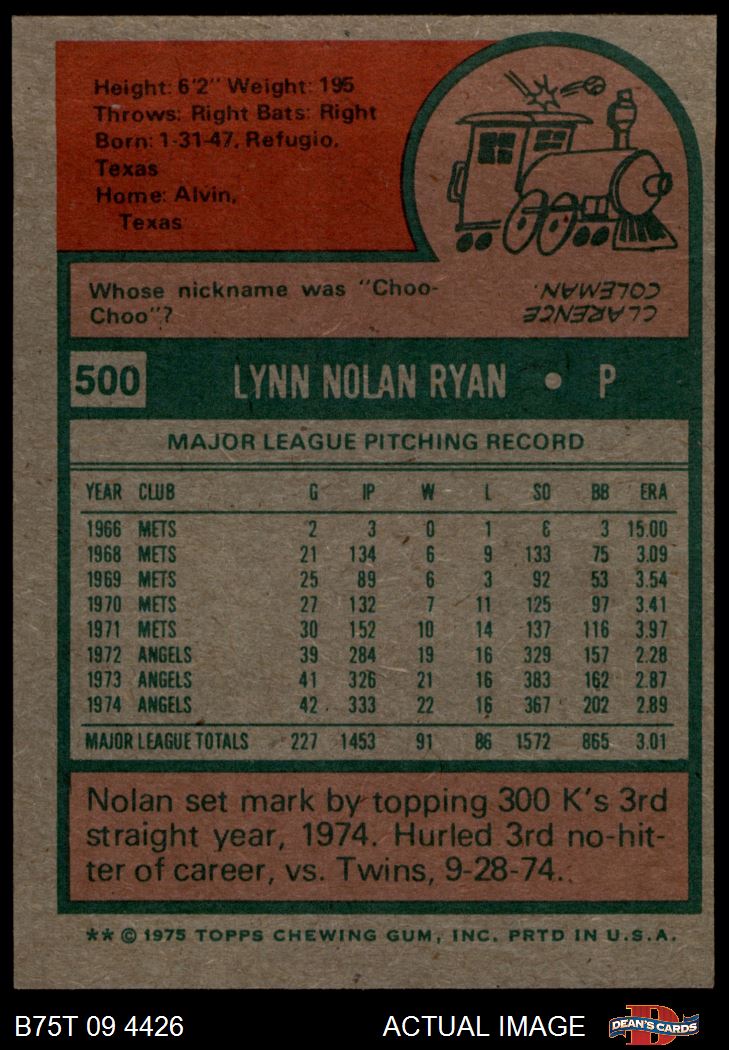 Height: 6'2" Weight: 195
Throws: Right Bats: Right
Born: 1-31-47, Refugio,
Texas
Home: Alvin,
Texas
Whose nickname was "Choo-
Choo"?
CLARENCE
COLEMAN.
500 LYNN NOLAN RYAN • P
MAJOR LEAGUE PITCHING RECORD
YEAR CLUB G IP W L SO BB ERA
1966 METS 2 3 0 1 6 3 15.00
1968 METS 21 134 6 9 133 75 3.09
1969 METS 25 89 6 3 92 53 3.54
1970 METS 27 132 7 11 125 97 3.41
1971 METS 30 152 10 14 137 116 3.97
1972 ANGELS 39 284 19 16 329 157 2.28
1973 ANGELS 41 326 21 16 383 162 2.87
1974 ANGELS 42 333 22 16 367 202 2.89
MAJOR LEAGUE TOTALS 227 1453 91 86 1572 865 3.01
Nolan set mark by topping 300 K's 3rd
straight year, 1974. Hurled 3rd no-hit-
ter of career, vs. Twins, 9-28-74.
** © 1975 TOPPS CHEWING GUM, INC. PRTD IN U.S.A.
B75T 09 4426 ACTUAL IMAGE DEAN'S CARDS